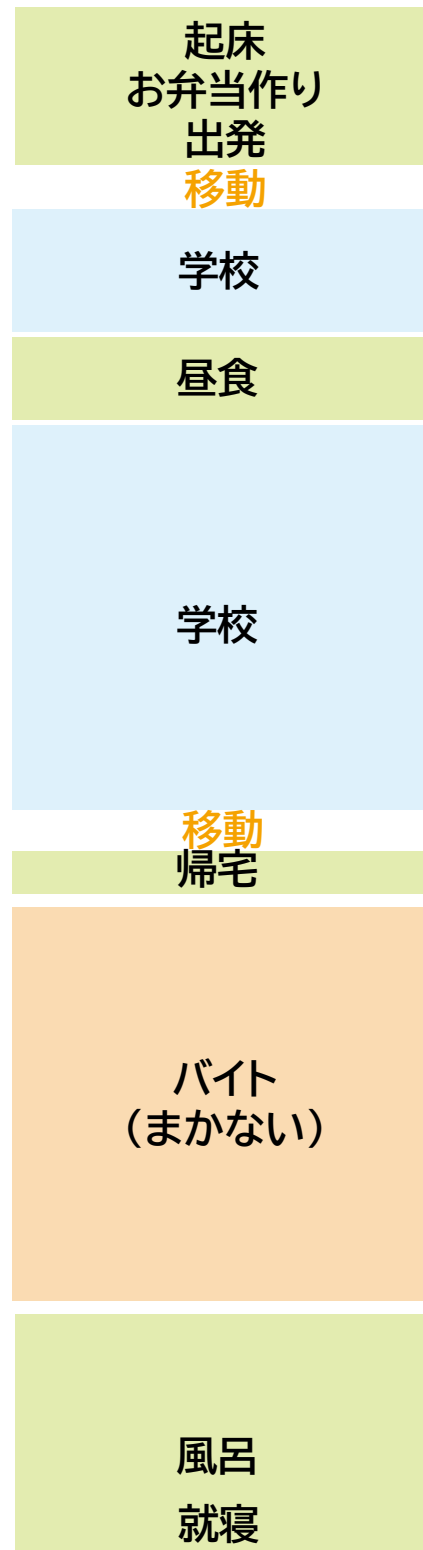 起床
お弁当作り
出発
移動
学校
昼食
学校
移動
帰宅
バイト
（まかない）
風呂
就寝